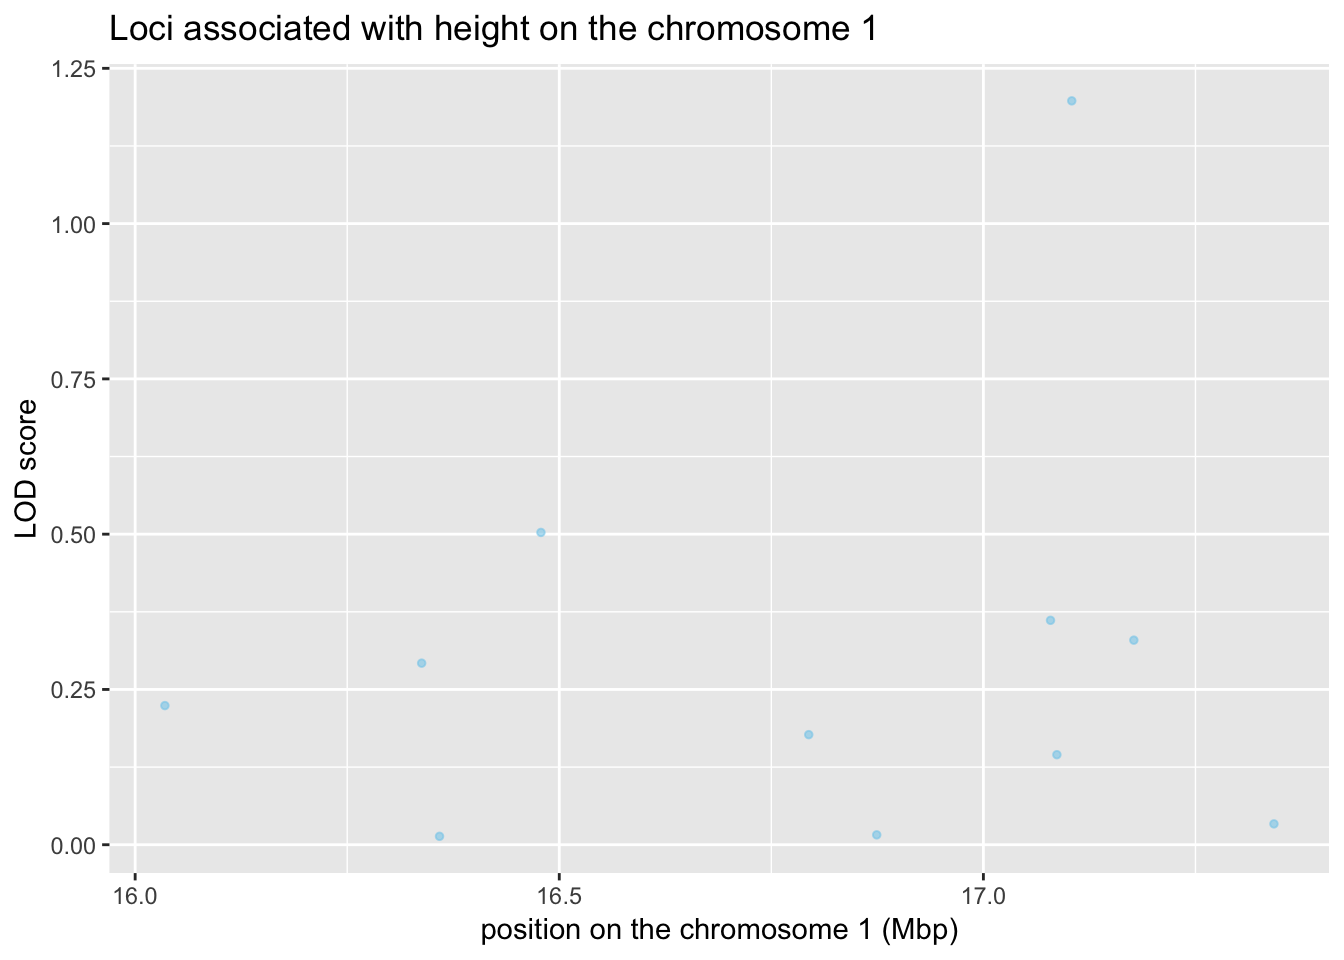 Loci associated with height on the chromosome 1
1.25
1.00
0.75
0.50
0.25
0.00
LOD score
16.0 16.5 17.0
position on the chromosome 1 (Mbp)